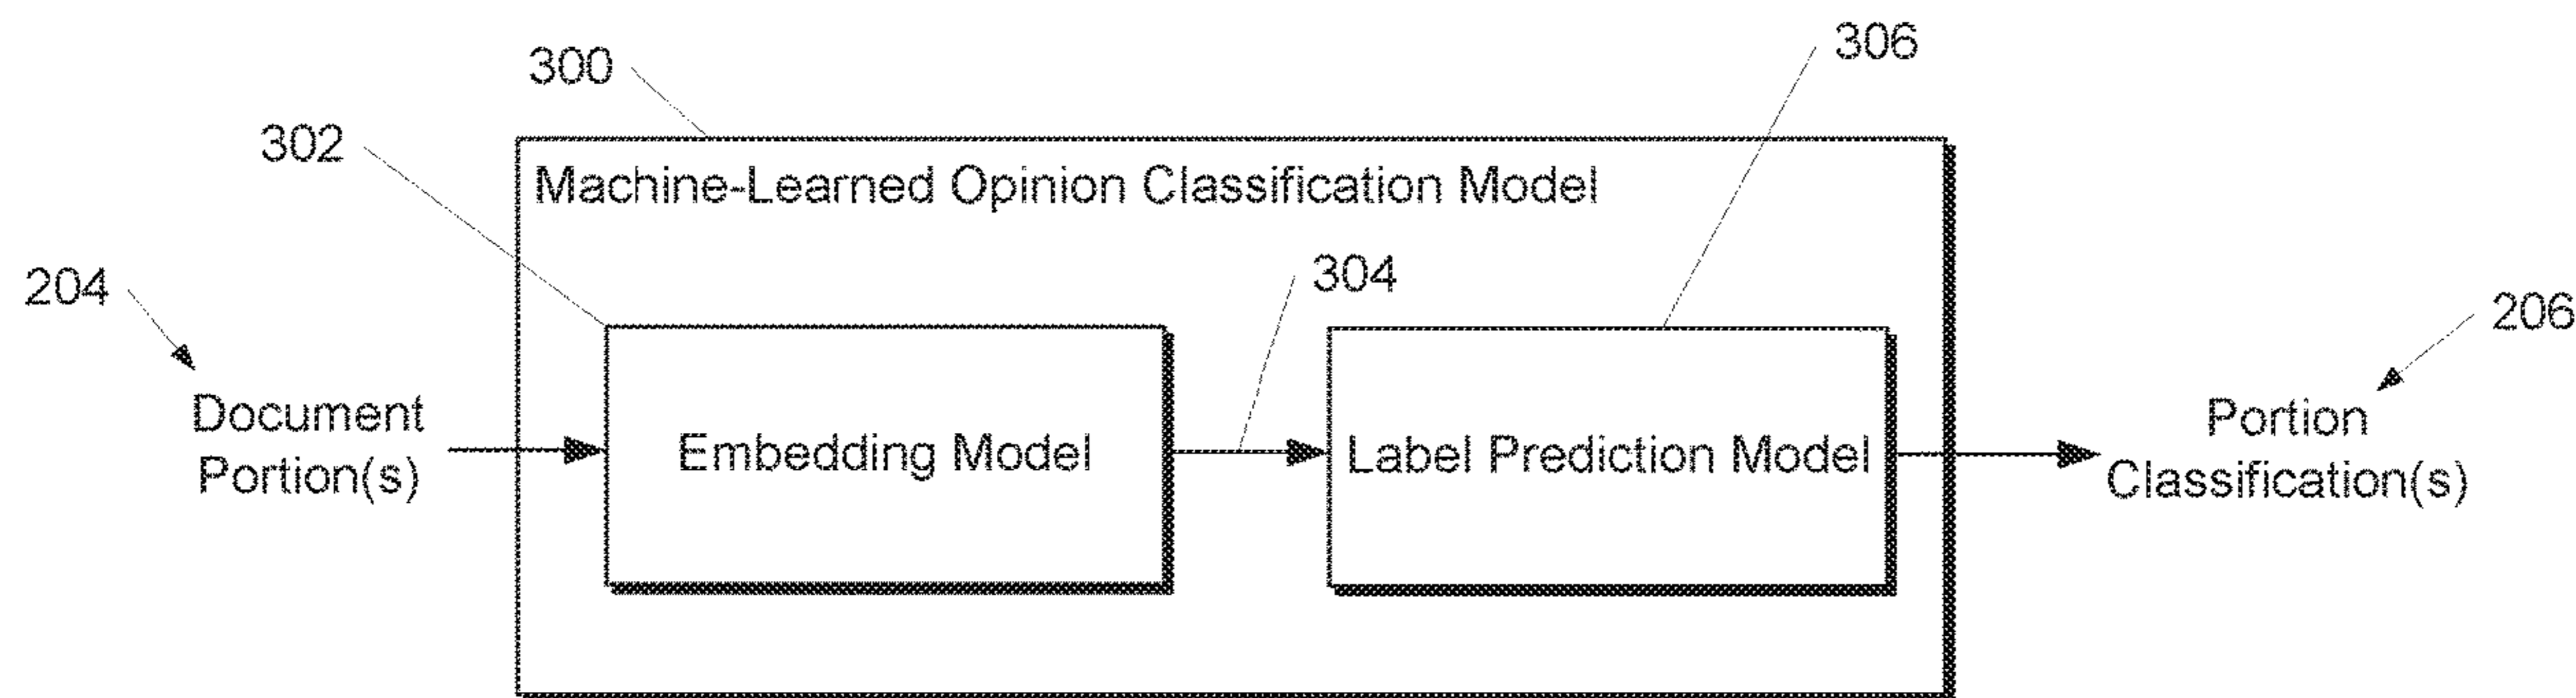 306
300
302
Machine-Learned Opinion Classification Model
304
204
206
Document
Portion(s)
Embedding Model
Label Prediction Model
Portion
Classification(s)